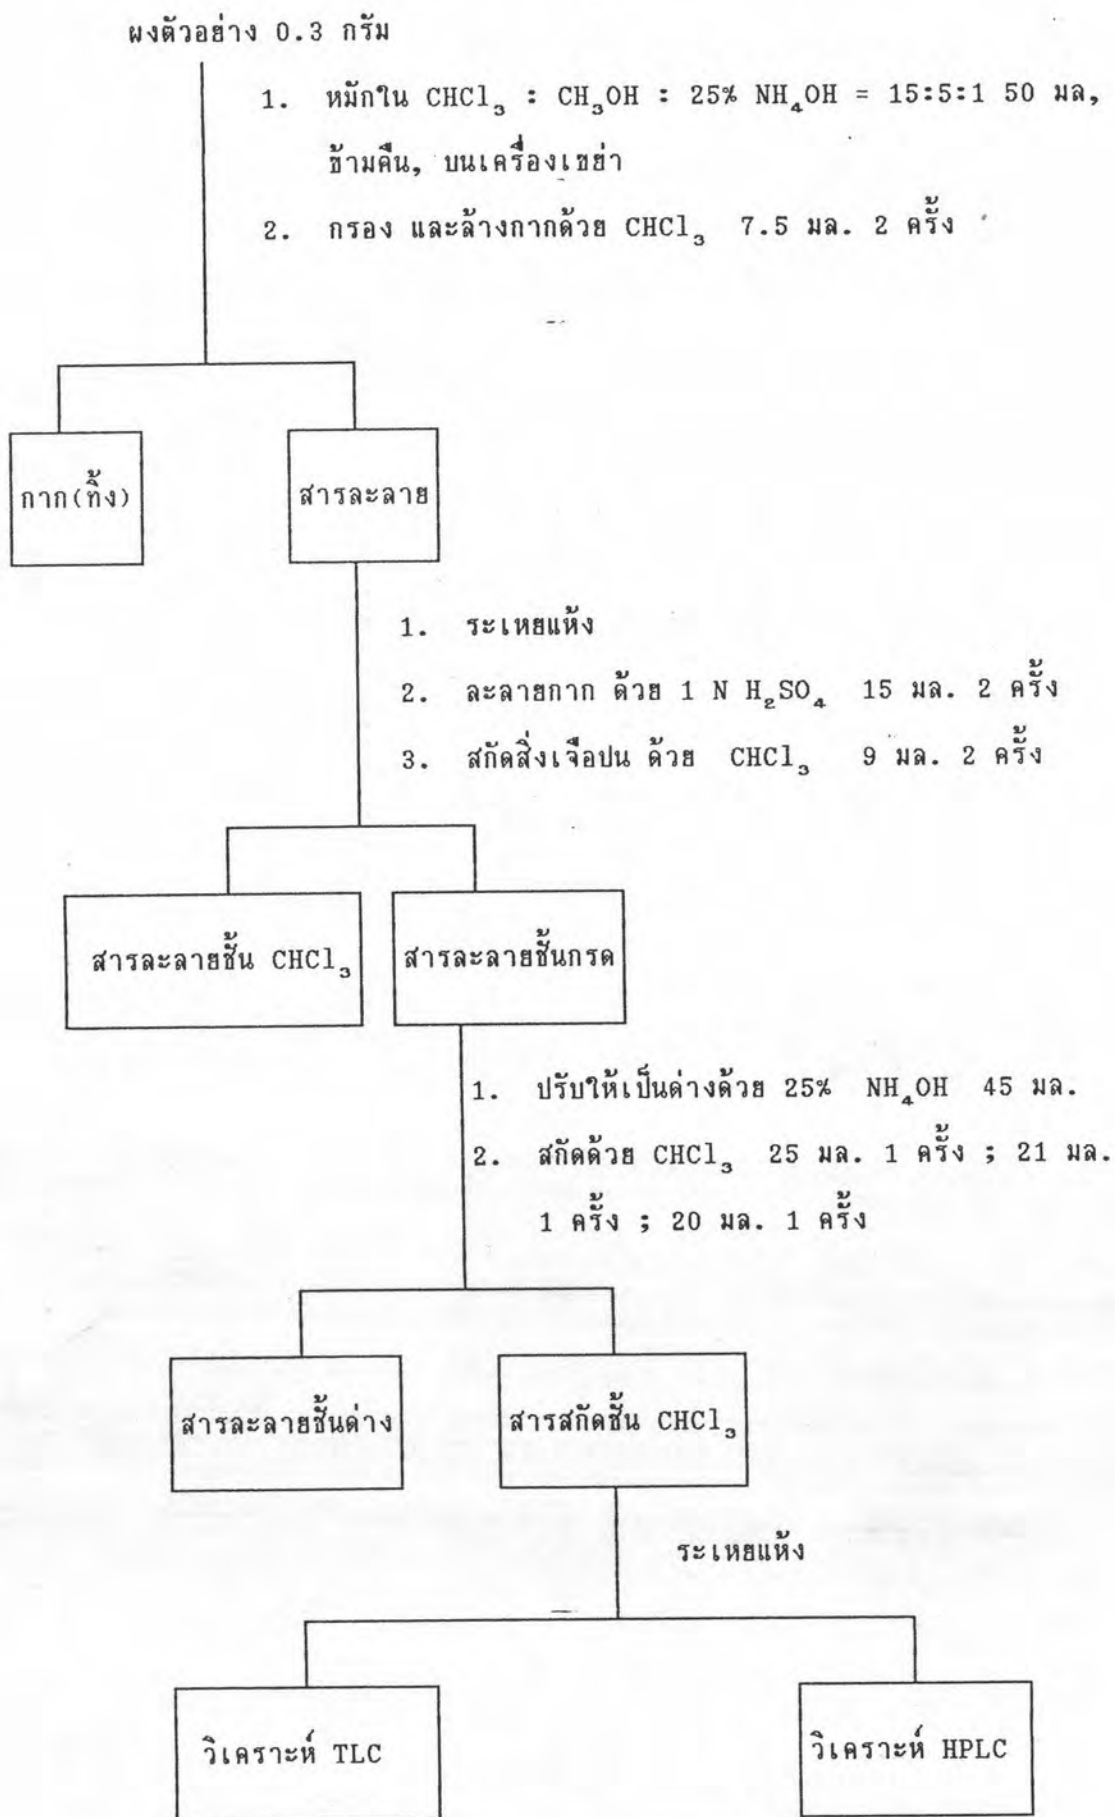 ผงตัวอย่าง 0.3 กรัม
1. หมักใน CHCl₃ : CH₃OH : 25% NH₄OH = 15:5:1 50 มล,
ข้ามคืน, บนเครื่องเขย่า
2. กรอง และล้างกากด้วย CHCl₃ 7.5 มล. 2 ครั้ง
กาก(ทิ้ง)
สารละลาย
1. ระเหยแห้ง
2. ละลายกาก ด้วย 1 N H₂SO₄ 15 มล. 2 ครั้ง
3. สกัดสิ่งเจือปน ด้วย CHCl₃ 9 มล. 2 ครั้ง
สารละลายชั้น CHCl₃
สารละลายชั้นกรด
1. ปรับให้เป็นด่างด้วย 25% NH₄OH 45 มล.
2. สกัดด้วย CHCl₃ 25 มล. 1 ครั้ง ; 21 มล.
1 ครั้ง ; 20 มล. 1 ครั้ง
สารละลายชั้นด่าง
สารสกัดชั้น CHCl₃
ระเหยแห้ง
วิเคราะห์ TLC
วิเคราะห์ HPLC